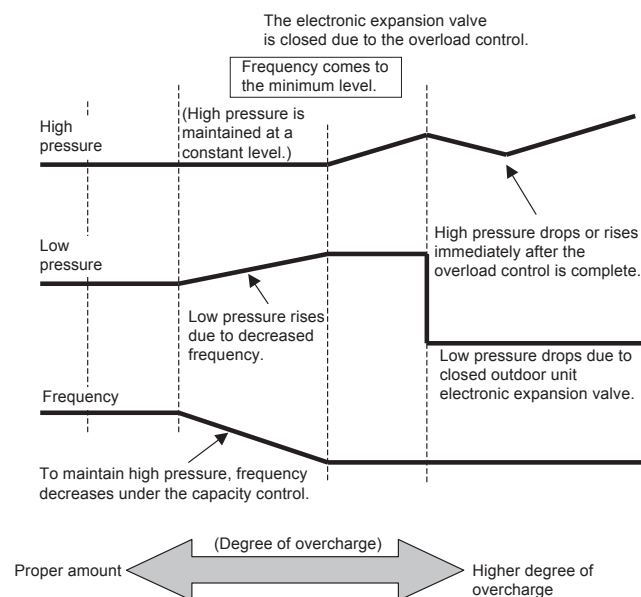 The electronic expansion valve
is closed due to the overload control.
Frequency comes to
the minimum level.
(High pressure is
maintained at a
constant level.)
High
pressure
High pressure drops or rises
immediately after the
overload control is complete.
Low
pressure
Low pressure rises
due to decreased
frequency.
Low pressure drops due to
closed outdoor unit
electronic expansion valve.
Frequency
To maintain high pressure, frequency
decreases under the capacity control.
(Degree of overcharge)
Proper amount
Higher degree of
overcharge